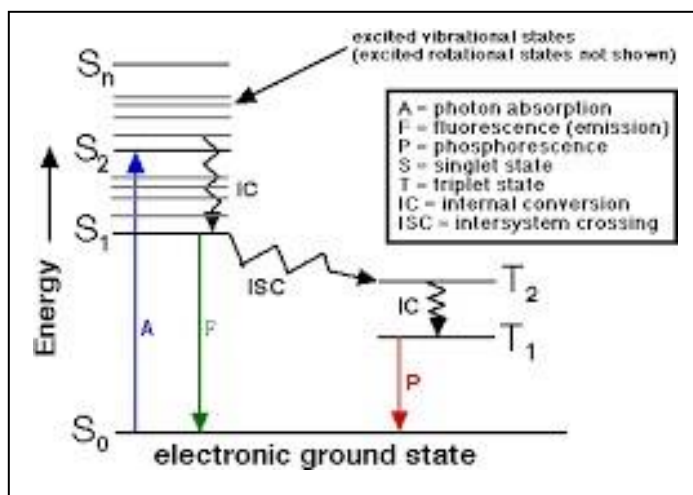 excited vibrational states
(excited rotational states not shown)
Sn
A = photon absorption
F = fluorescence (emission)
P = phosphorescence
S = singlet state
T = triplet state
IC = internal conversion
ISC = intersystem crossing
S2
IC
S1
ISC
T2
IC
T1
Energy
A
F
P
S0
electronic ground state